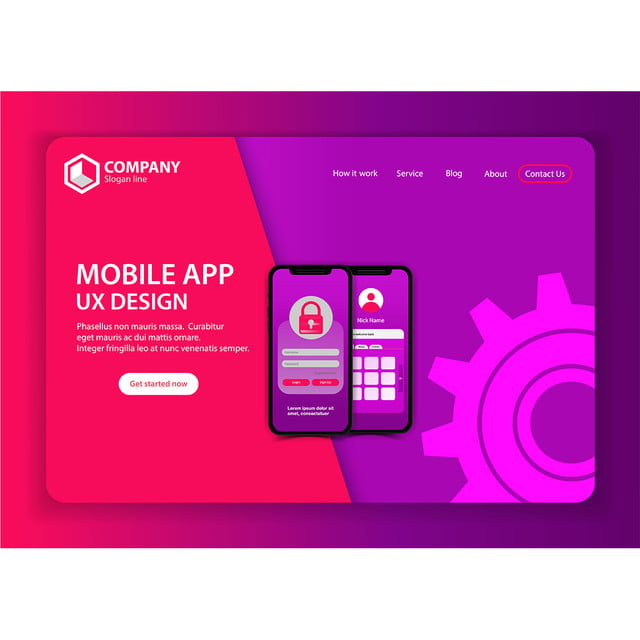 COMPANY
Slogan line
How it work
Service
Blog
About
Contact Us
MOBILE APP
UX DESIGN
Phasellus non mauris massa. Curabitur
eget mauris ac dui mattis ornare.
Integer fringilla leo at nunc venenatis semper.
Get started now
Username
Password
Login
Sign Up
Lorem ipsum dolor sit
amet, consectetuer
Nick Name